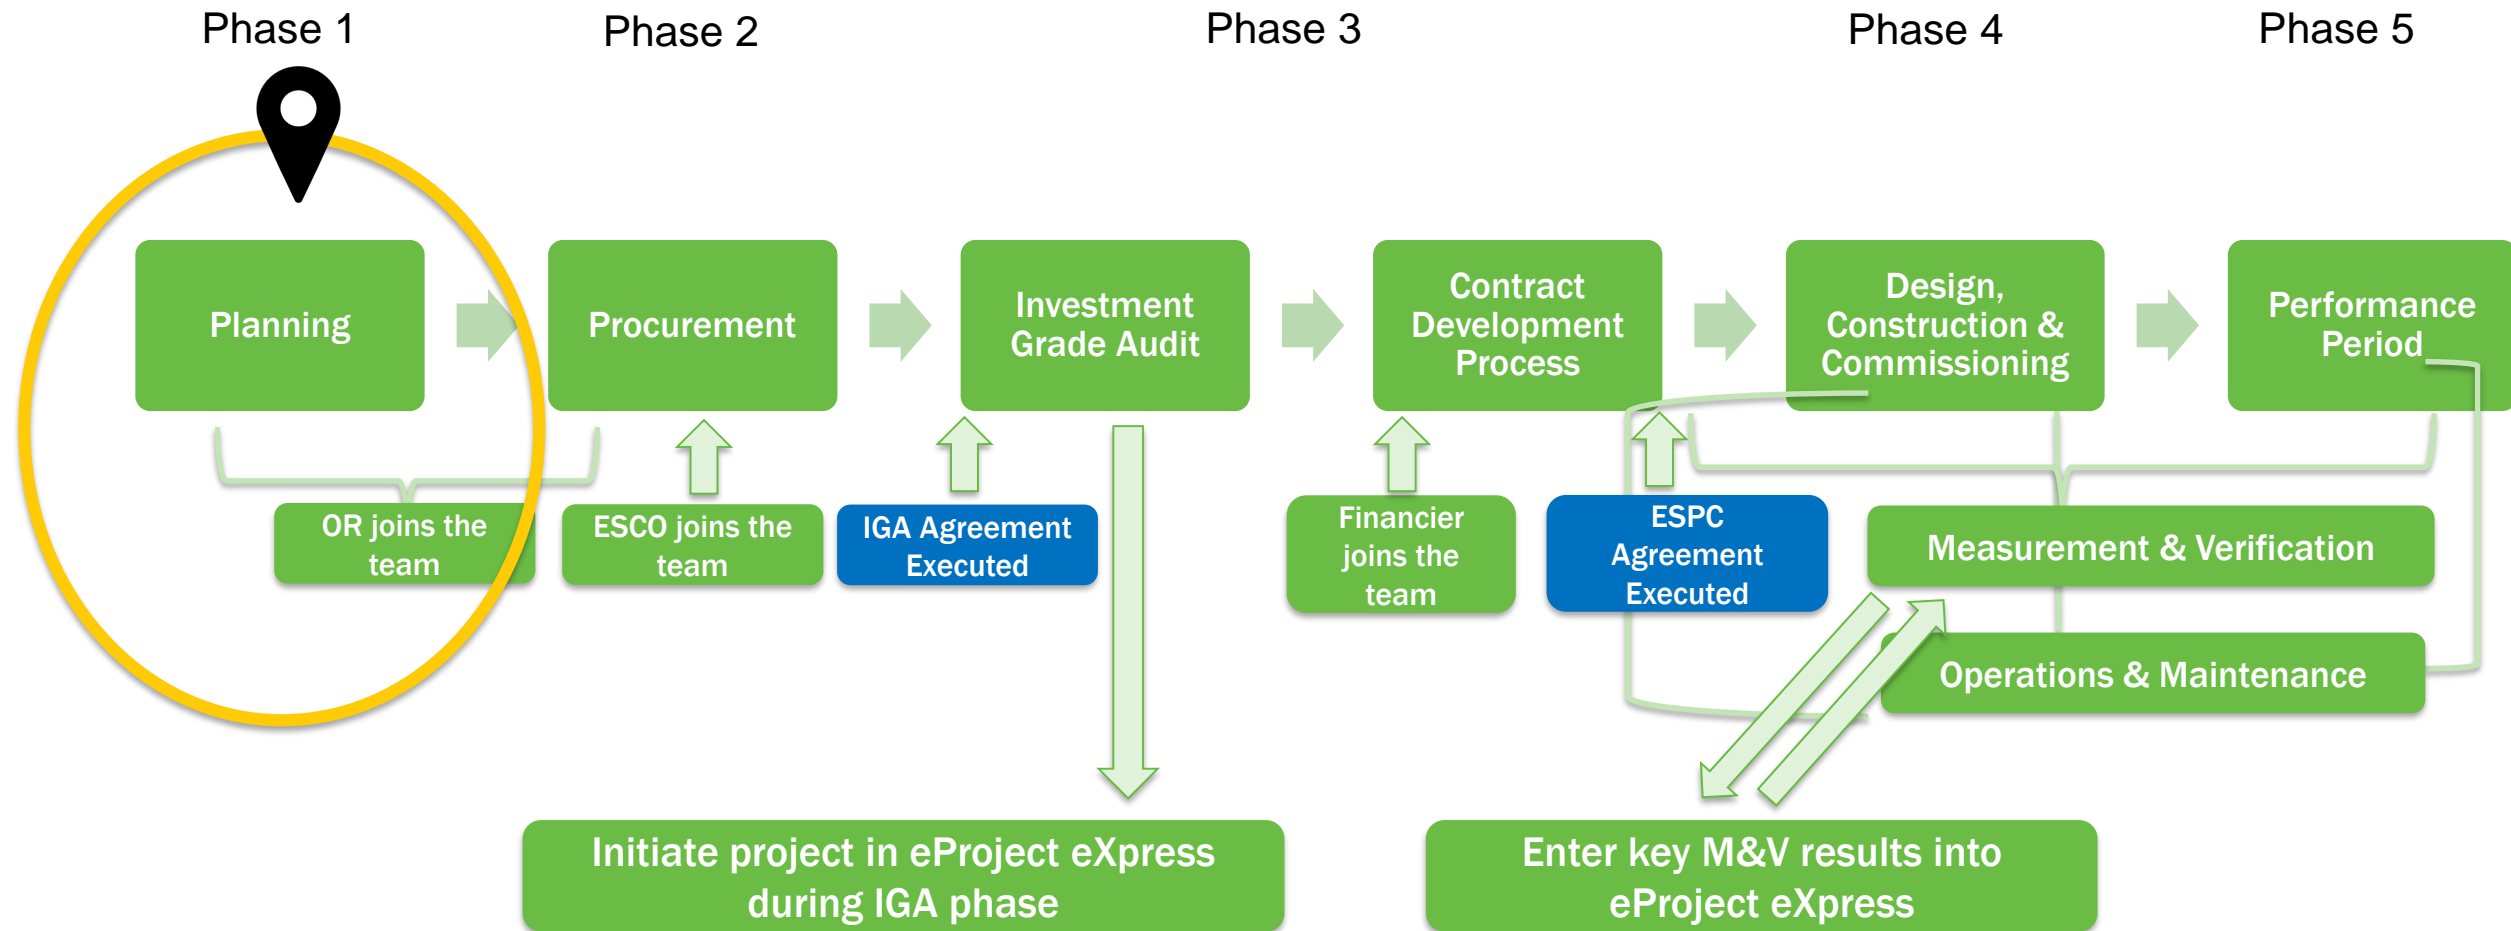 Phase 1
Phase 2
Phase 3
Phase 4
Phase 5
Planning
Procurement
Investment
Grade Audit
Contract
Development
Process
Design,
Construction &
Commissioning
Performance
Period
OR joins the
team
ESCO joins the
team
IGA Agreement
Executed
Financier
joins the
team
ESPC
Agreement
Executed
Measurement & Verification
Operations & Maintenance
Initiate project in eProject eXpress
during IGA phase
Enter key M&V results into
eProject eXpress